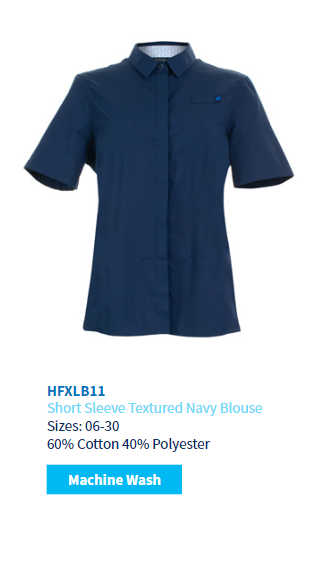 HFXLB11
Short Sleeve Textured Navy Blouse
Sizes: 06-30
60% Cotton 40% Polyester
Machine Wash